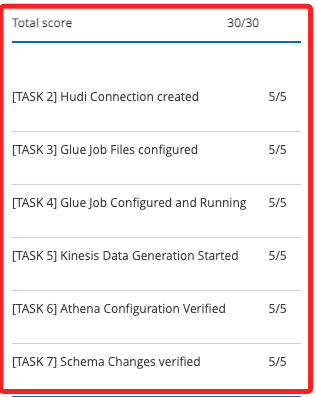 Total score 30/30
[TASK 2] Hudi Connection created 5/5
[TASK 3] Glue Job Files configured 5/5
[TASK 4] Glue Job Configured and Running 5/5
[TASK 5] Kinesis Data Generation Started 5/5
[TASK 6] Athena Configuration Verified 5/5
[TASK 7] Schema Changes verified 5/5